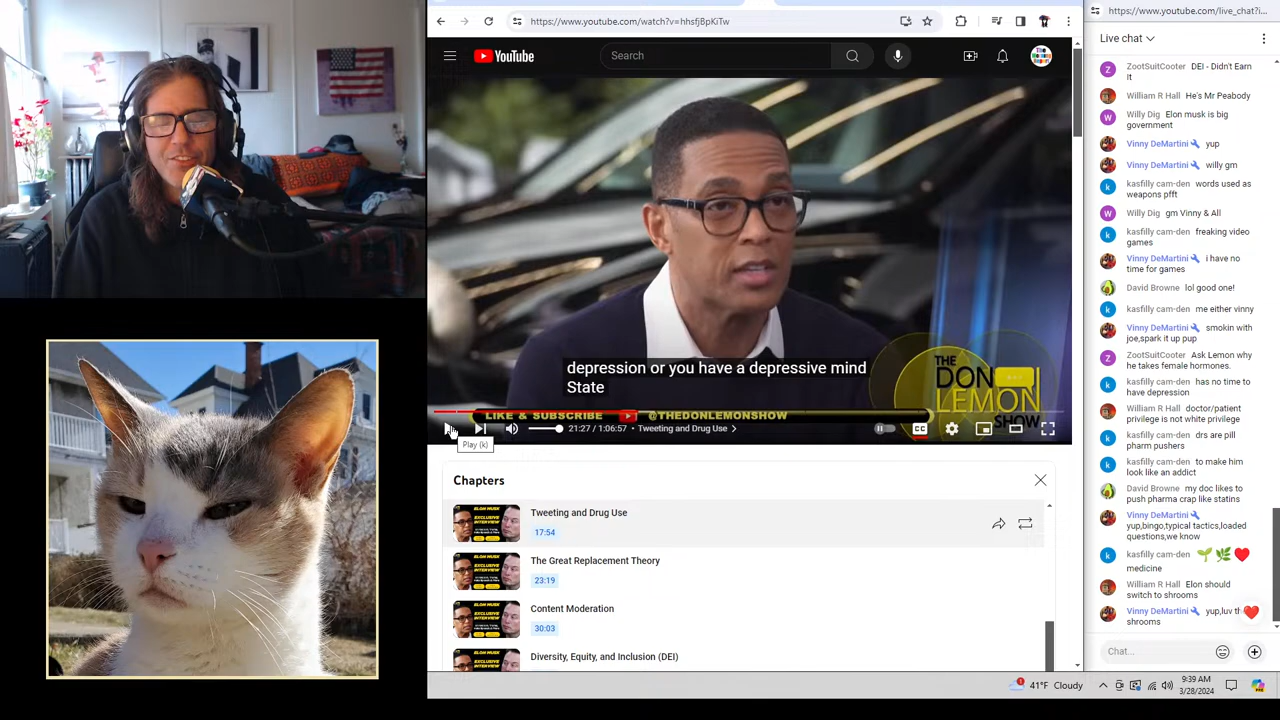 https://www.youtube.com/watch?v=hhsfjBpKiTw
YouTube
Search
depression or you have a depressive mind
State
THE
DON
LEMON
SHOW
LIKE & SUBSCRIBE
@THEDONLEMONSHOW
21:27 / 1:06:57 • Tweeting and Drug Use
CC
Play (k)
Chapters
Tweeting and Drug Use
17:54
The Great Replacement Theory
23:19
Content Moderation
30:03
Diversity, Equity, and Inclusion (DEI)
https://www.youtube.com/live_chat?i...
Live chat
ZootSuitCooter DEI - Didn't Earn
It
William R Hall He's Mr Peabody
Willy Dig Elon musk is big
government
Vinny DeMartini yup
Vinny DeMartini willy gm
kasfilly cam-den words used as
weapons pfft
Willy Dig gm Vinny & All
kasfilly cam-den freaking video
games
Vinny DeMartini i have no
time for games
David Browne lol good one!
kasfilly cam-den me either vinny
Vinny DeMartini smokin with
joe,spark it up pup
ZootSuitCooter Ask Lemon why
he takes female hormones.
kasfilly cam-den has no time to
have depression
William R Hall doctor/patient
privilege is not white privilege
kasfilly cam-den drs are pill
pharm pushers
kasfilly cam-den to make him
look like an addict
David Browne my doc likes to
push pharma crap like statins
Vinny DeMartini
yup,bingo,typical tactics,loaded
questions,we know
kasfilly cam-den 🌱🌿❤️
medicine
William R Hall Elon should
switch to shrooms
Vinny DeMartini yup,luv
shrooms
Chat...
41°F Cloudy
9:39 AM
3/28/2024